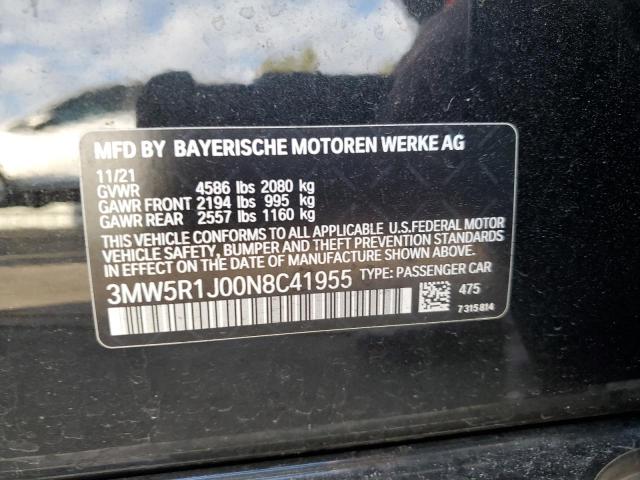 MFD BY BAYERISCHE MOTOREN WERKE AG
11/21
GVWR 4586 lbs 2080 kg
GAWR FRONT 2194 lbs 995 kg
GAWR REAR 2557 lbs 1160 kg
THIS VEHICLE CONFORMS TO ALL APPLICABLE U.S.FEDERAL MOTOR
VEHICLE SAFETY, BUMPER AND THEFT PREVENTION STANDARDS
IN EFFECT ON THE DATE OF MANUFACTURE SHOWN ABOVE.
3MW5R1J00N8C41955 TYPE: PASSENGER CAR
475
7315814